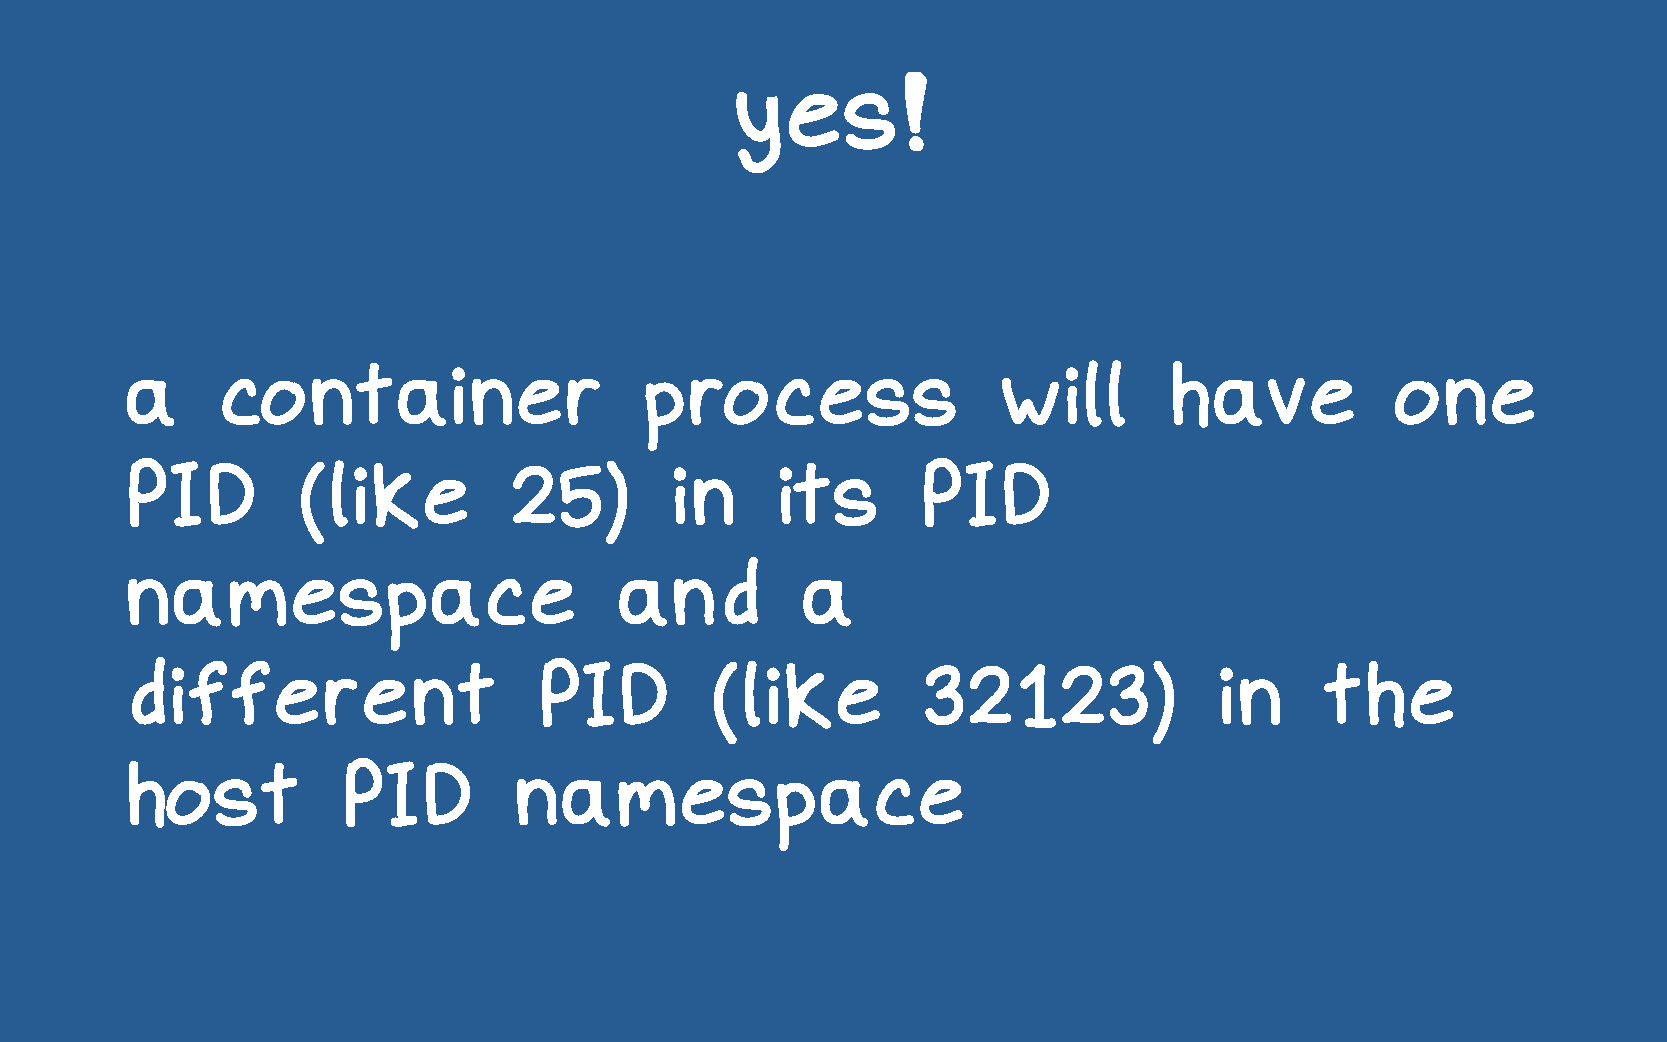 yes!
a container process will have one
PID (like 25) in its PID
namespace and a
different PID (like 32123) in the
host PID namespace